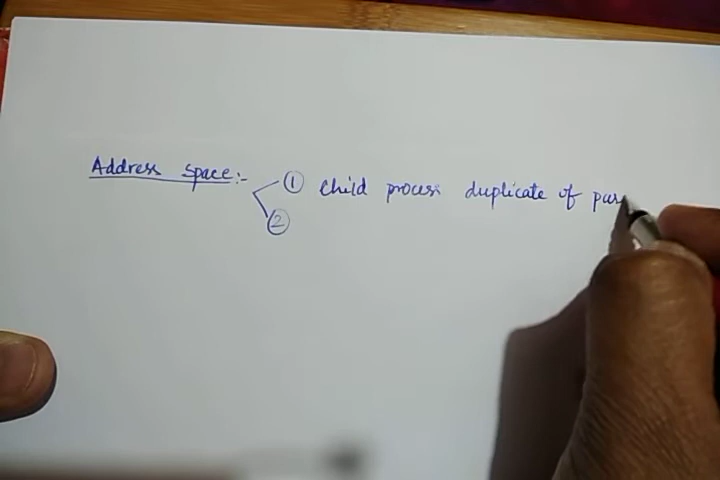 Address space:- ① Child process duplicate of par
②